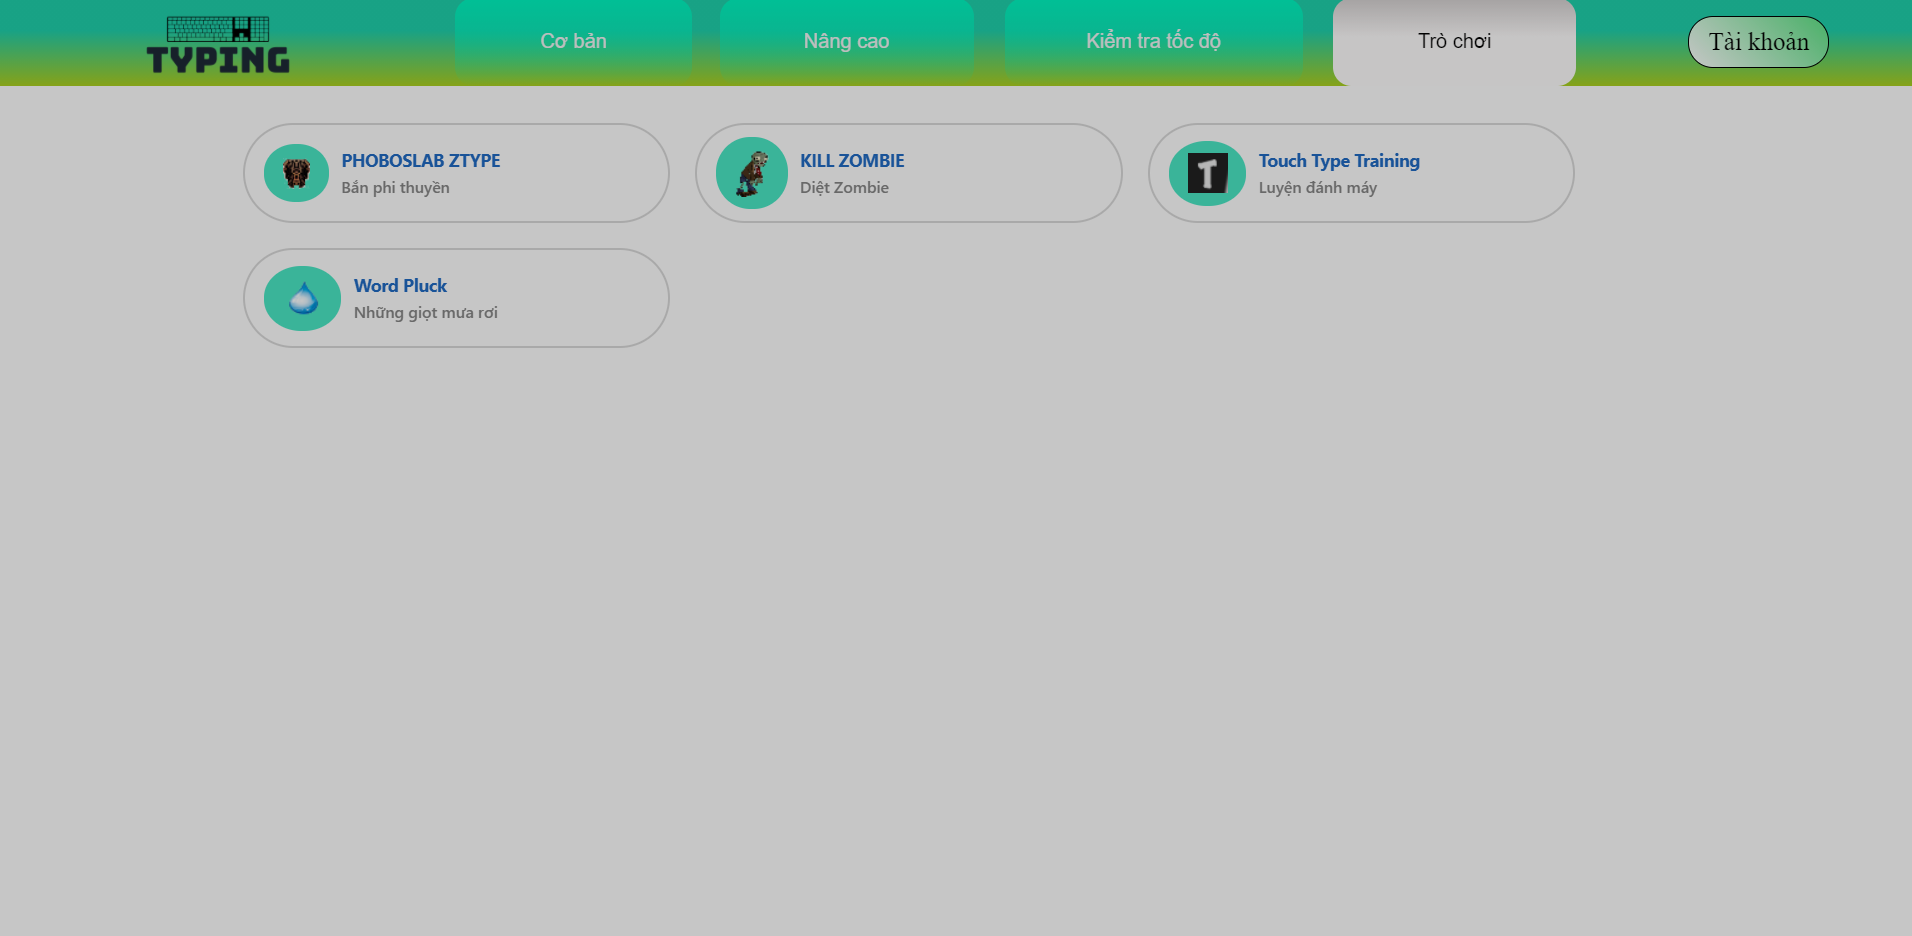 TYPING
Cơ bản
Nâng cao
Kiểm tra tốc độ
Trò chơi
Tài khoản
PHOBOSLAB ZTYPE
Bắn phi thuyền
KILL ZOMBIE
Diệt Zombie
T
Touch Type Training
Luyện đánh máy
Word Pluck
Những giọt mưa rơi